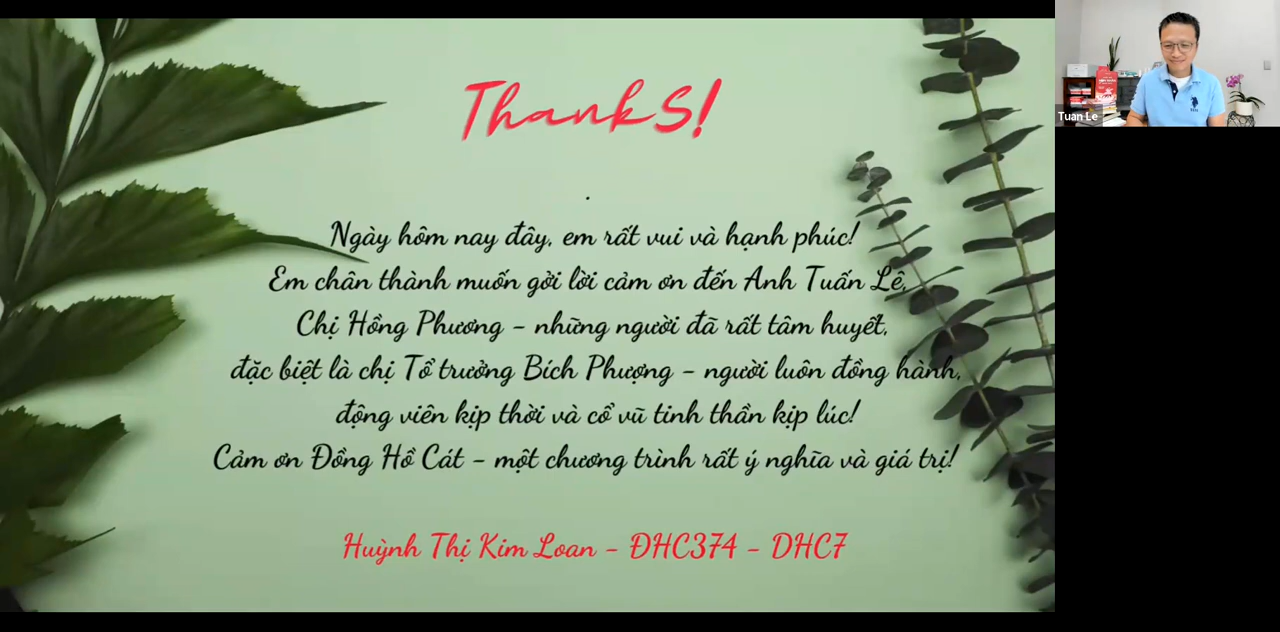 Thanks!
.
Ngày hôm nay đây, em rất vui và hạnh phúc!
Em chân thành muốn gởi lời cảm ơn đến Anh Tuấn Lê,
Chị Hồng Phương - những người đã rất tâm huyết,
đặc biệt là chị Tổ trưởng Bích Phượng - người luôn đồng hành,
động viên kịp thời và cổ vũ tinh thần kịp lúc!
Cảm ơn Đồng Hồ Cát - một chương trình rất ý nghĩa và giá trị!
Huỳnh Thị Kim Loan - ĐHC374 - DHC7
Tuan Le